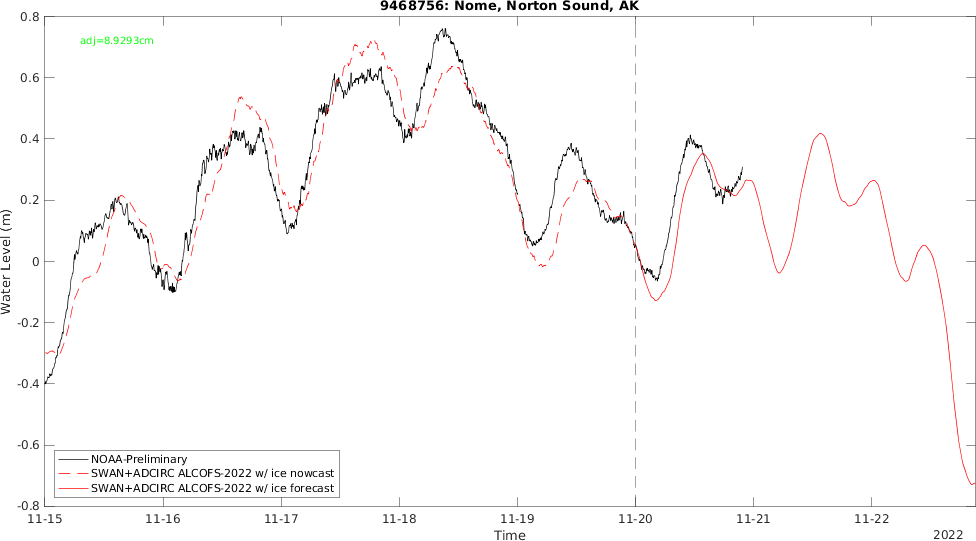 9468756: Nome, Norton Sound, AK
adj=8.9293cm
0.8
0.6
0.4
0.2
0
-0.2
-0.4
-0.6
-0.8
Water Level (m)
NOAA-Preliminary
SWAN+ADCIRC ALCOFS-2022 w/ ice nowcast
SWAN+ADCIRC ALCOFS-2022 w/ ice forecast
11-15 11-16 11-17 11-18 11-19 11-20 11-21 11-22
Time
2022